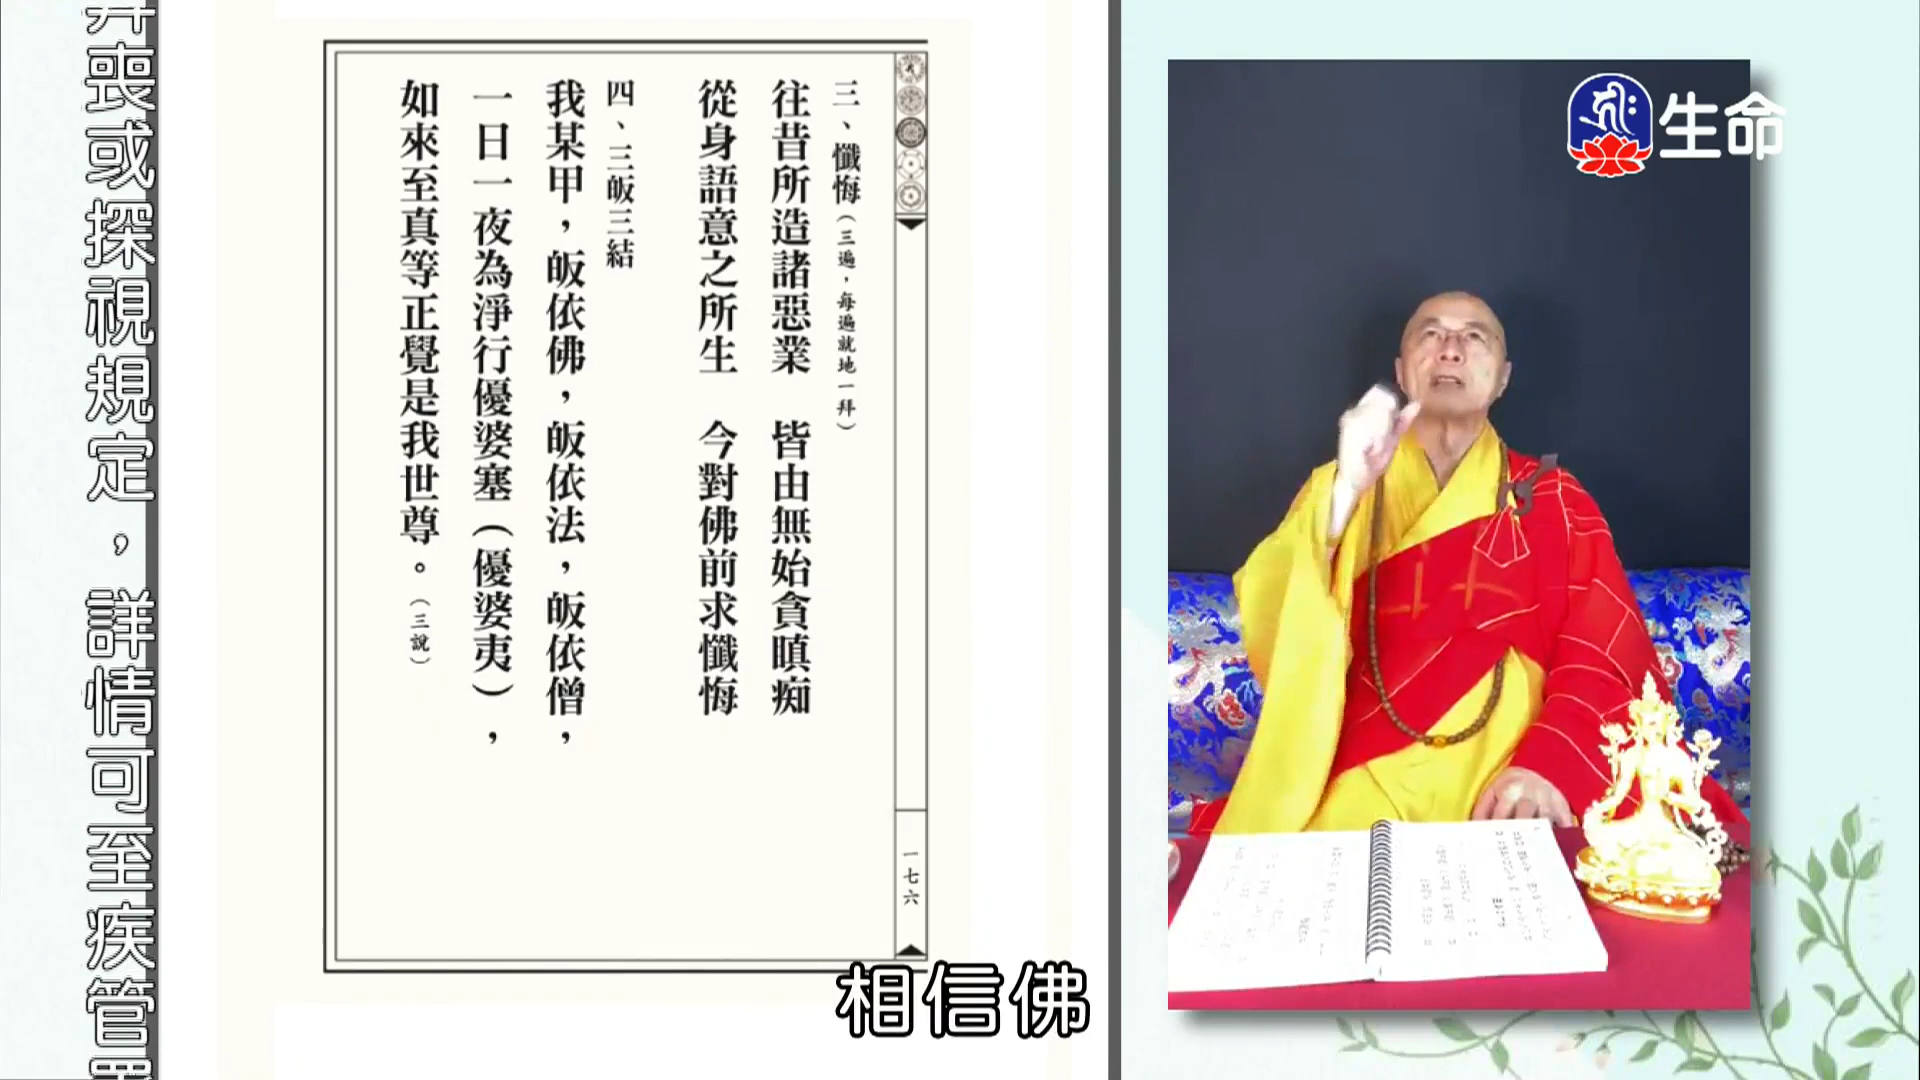 三、懺悔（三遍，每遍就地一拜）
往昔所造諸惡業　皆由無始貪瞋痴
從身語意之所生　今對佛前求懺悔
四、三皈三結
我某甲，皈依佛，皈依法，皈依僧，
一日一夜為淨行優婆塞（優婆夷），
如來至真等正覺是我世尊。（三說）
一七六
生命
相信佛
喪或探視規定，詳情可至疾管